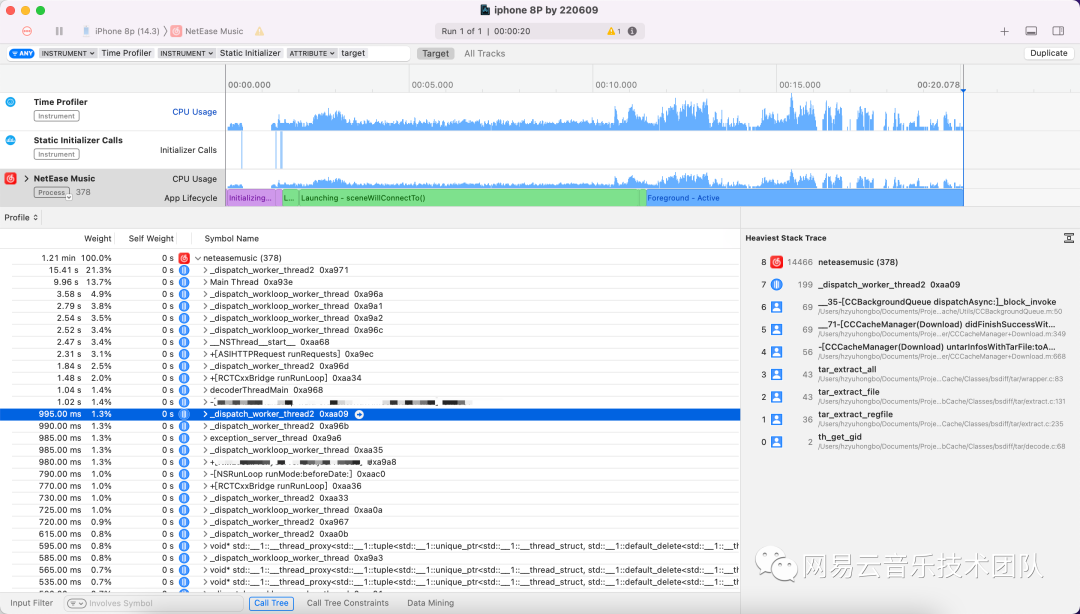 iphone 8P by 220609
iPhone 8p (14.3) NetEase Music
Run 1 of 1 | 00:00:20
1
ANY INSTRUMENT Time Profiler INSTRUMENT Static Initializer ATTRIBUTE target
Target All Tracks
Duplicate
00:00.000 00:05.000 00:10.000 00:15.000 00:20.078
Time Profiler
Instrument
CPU Usage
Static Initializer Calls
Instrument
Initializer Calls
NetEase Music
Process 378
CPU Usage
App Lifecycle
Initializing... L... Launching - sceneWillConnectTo() Foreground - Active
Profile
Weight Self Weight Symbol Name
1.21 min 100.0% 0 s neteasemusic (378)
15.41 s 21.3% 0 s _dispatch_worker_thread2 0xa971
9.96 s 13.7% 0 s Main Thread 0xa93e
3.58 s 4.9% 0 s _dispatch_workloop_worker_thread 0xa96a
2.79 s 3.8% 0 s _dispatch_workloop_worker_thread 0xa9a1
2.54 s 3.5% 0 s _dispatch_workloop_worker_thread 0xa9a2
2.52 s 3.4% 0 s _dispatch_workloop_worker_thread 0xa96c
2.47 s 3.4% 0 s __NSThread__start__ 0xaa68
2.31 s 3.1% 0 s +[ASIHTTPRequest runRequests] 0xa9ec
1.84 s 2.5% 0 s _dispatch_worker_thread2 0xa96d
1.48 s 2.0% 0 s +[RCTCxxBridge runRunLoop] 0xaa34
1.04 s 1.4% 0 s decoderThreadMain 0xa968
1.02 s 1.4% 0 s -[
995.00 ms 1.3% 0 s _dispatch_worker_thread2 0xaa09
990.00 ms 1.3% 0 s _dispatch_worker_thread2 0xa96b
985.00 ms 1.3% 0 s exception_server_thread 0xa9a6
985.00 ms 1.3% 0 s _dispatch_workloop_worker_thread 0xaa35
980.00 ms 1.3% 0 s 0xa9a8
790.00 ms 1.0% 0 s -[NSRunLoop runMode:beforeDate:] 0xaac0
770.00 ms 1.0% 0 s +[RCTCxxBridge runRunLoop] 0xaa36
730.00 ms 1.0% 0 s _dispatch_worker_thread2 0xaa33
725.00 ms 1.0% 0 s _dispatch_workloop_worker_thread 0xaa0a
720.00 ms 0.9% 0 s _dispatch_worker_thread2 0xa967
615.00 ms 0.8% 0 s _dispatch_worker_thread2 0xaa0b
595.00 ms 0.8% 0 s void* std::__1::__thread_proxy<std::__1::tuple<std::__1::unique_ptr<std::__1::__thread_struct, std::__1::default_delete<std::__1::__th
585.00 ms 0.8% 0 s _dispatch_workloop_worker_thread 0xa9a3
565.00 ms 0.7% 0 s void* std::__1::__thread_proxy<std::__1::tuple<std::__1::unique_ptr<std::__1::__thread_struct, std::__1::default_delete<std::__1::__th
535.00 ms 0.7% 0 s void* std::__1::__thread_proxy<std::__1::tuple<std::__1::unique_ptr<std::__1::__thread_struct, std::__1::default_delete<std::__1::__th
Input Filter Involves Symbol Call Tree Call Tree Constraints Data Mining
Heaviest Stack Trace
8 14466 neteasemusic (378)
7 199 _dispatch_worker_thread2 0xaa09
6 69 __35-[CCBackgroundQueue dispatchAsync:]_block_invoke
/Users/hzyuhongbo/Documents/Proje...ache/Utils/CCBackgroundQueue.m:50
5 69 __71-[CCCacheManager(Download) didFinishSuccessWit...
/Users/hzyuhongbo/Documents/Proje...er/CCCacheManager+Download.m:349
4 56 -[CCCacheManager(Download) untarInfosWithTarFile:toA...
/Users/hzyuhongbo/Documents/Proje...er/CCCacheManager+Download.m:668
3 43 tar_extract_all
/Users/hzyuhongbo/Documents/Proje...bCache/Classes/bsdiff/tar/wrapper.c:83
2 43 tar_extract_file
/Users/hzyuhongbo/Documents/Proje...bCache/Classes/bsdiff/tar/extract.c:131
1 36 tar_extract_regfile
/Users/hzyuhongbo/Documents/Proje...bCache/Classes/bsdiff/tar/extract.c:235
0 2 th_get_gid
/Users/hzyuhongbo/Documents/Proje...bCache/Classes/bsdiff/tar/decode.c:68
网易云音乐技术团队